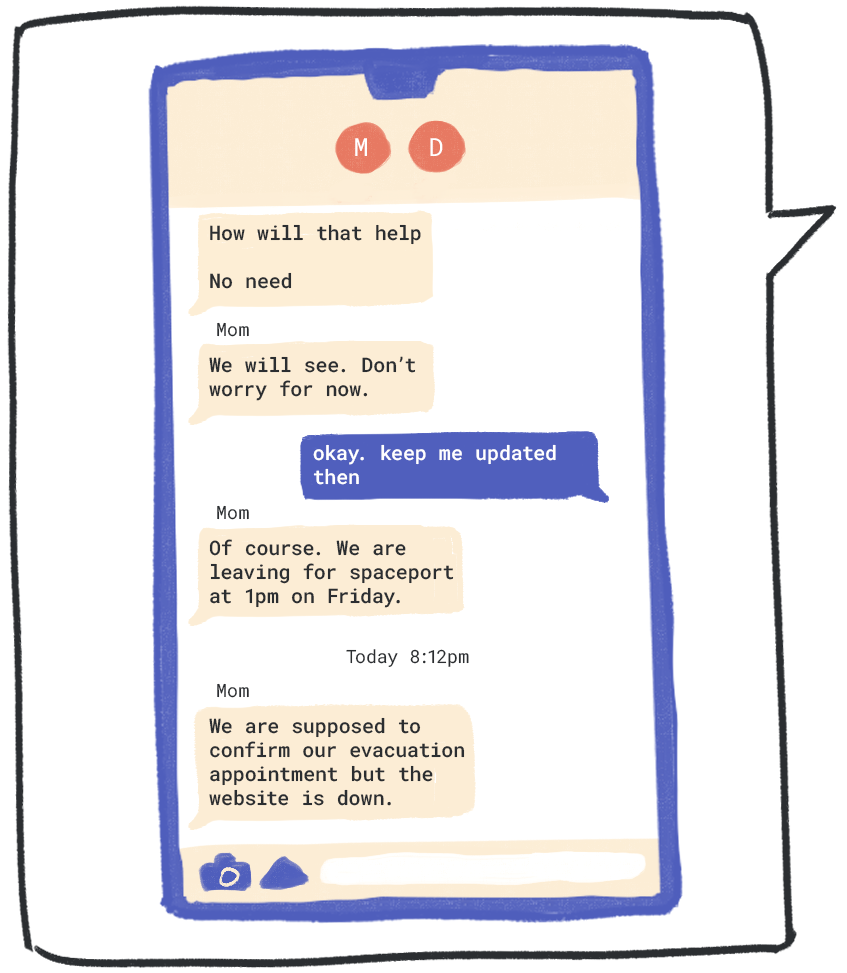 M D
How will that help
No need
Mom
We will see. Don’t
worry for now.
okay. keep me updated
then
Mom
Of course. We are
leaving for spaceport
at 1pm on Friday.
Today 8:12pm
Mom
We are supposed to
confirm our evacuation
appointment but the
website is down.